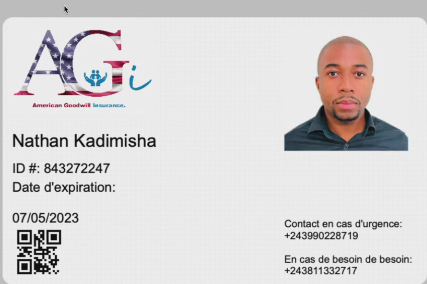 AGi
American Goodwill Insurance.
Nathan Kadimisha
ID #: 843272247
Date d'expiration:
07/05/2023
Contact en cas d'urgence:
+243990228719
En cas de besoin de besoin:
+243811332717